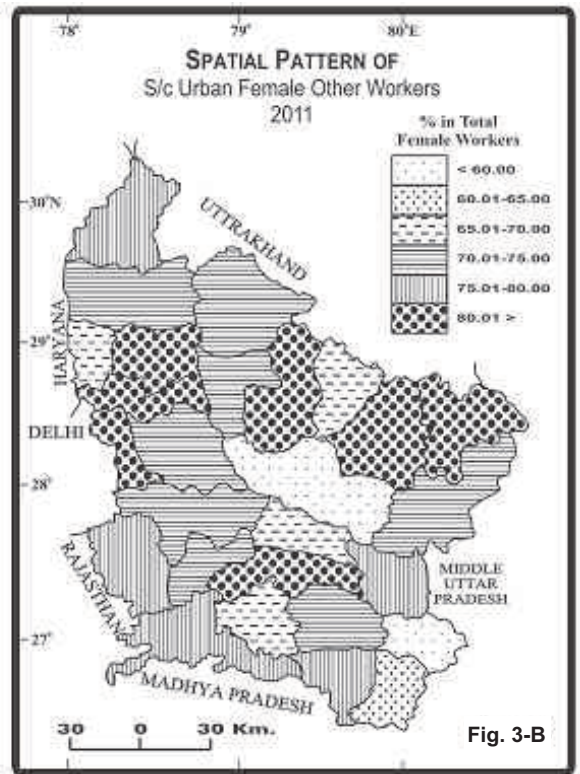 78° 79° 80°E
SPATIAL PATTERN OF
S/c Urban Female Other Workers
2011
% in Total
Female Workers
< 60.00
60.01-65.00
65.01-70.00
70.01-75.00
75.01-80.00
80.01 >
30°N
UTTRAKHAND
HARYANA
29°
DELHI
28°
RAJASTHAN
MIDDLE
UTTAR
PRADESH
27°
MADHYA PRADESH
30 0 30 Km.
Fig. 3-B